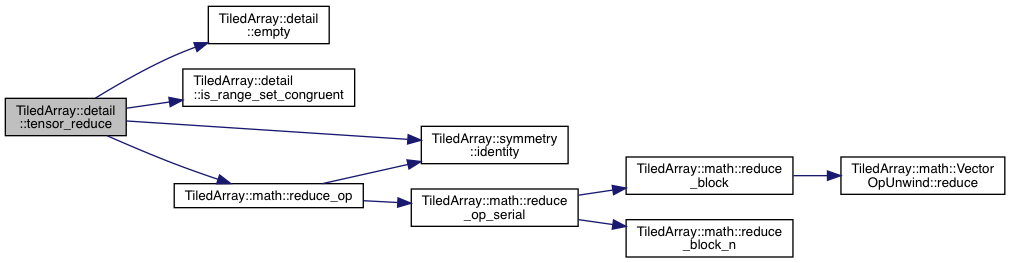 TiledArray::detail
::empty
TiledArray::detail
::is_range_set_congruent
TiledArray::detail
::tensor_reduce
TiledArray::symmetry
::identity
TiledArray::math::reduce_op
TiledArray::math::reduce
_op_serial
TiledArray::math::reduce
_block
TiledArray::math::Vector
OpUnwind::reduce
TiledArray::math::reduce
_block_n